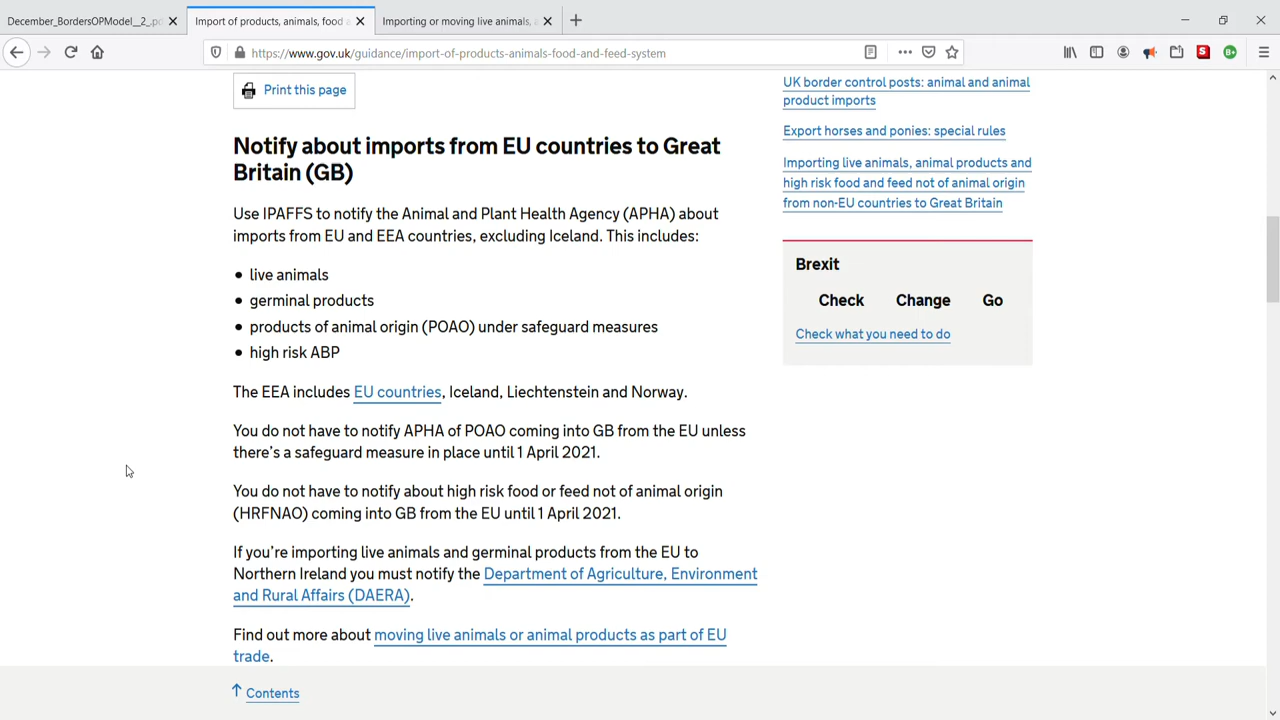 December_BordersOPModel__2_.pd
Import of products, animals, food a
Importing or moving live animals, a
https://www.gov.uk/guidance/import-of-products-animals-food-and-feed-system
Print this page
Notify about imports from EU countries to Great
Britain (GB)
Use IPAFFS to notify the Animal and Plant Health Agency (APHA) about
imports from EU and EEA countries, excluding Iceland. This includes:
live animals
germinal products
products of animal origin (POAO) under safeguard measures
high risk ABP
The EEA includes EU countries, Iceland, Liechtenstein and Norway.
You do not have to notify APHA of POAO coming into GB from the EU unless
there's a safeguard measure in place until 1 April 2021.
You do not have to notify about high risk food or feed not of animal origin
(HRFNAO) coming into GB from the EU until 1 April 2021.
If you're importing live animals and germinal products from the EU to
Northern Ireland you must notify the Department of Agriculture, Environment
and Rural Affairs (DAERA).
Find out more about moving live animals or animal products as part of EU
trade.
Contents
UK border control posts: animal and animal
product imports
Export horses and ponies: special rules
Importing live animals, animal products and
high risk food and feed not of animal origin
from non-EU countries to Great Britain
Brexit
Check Change Go
Check what you need to do